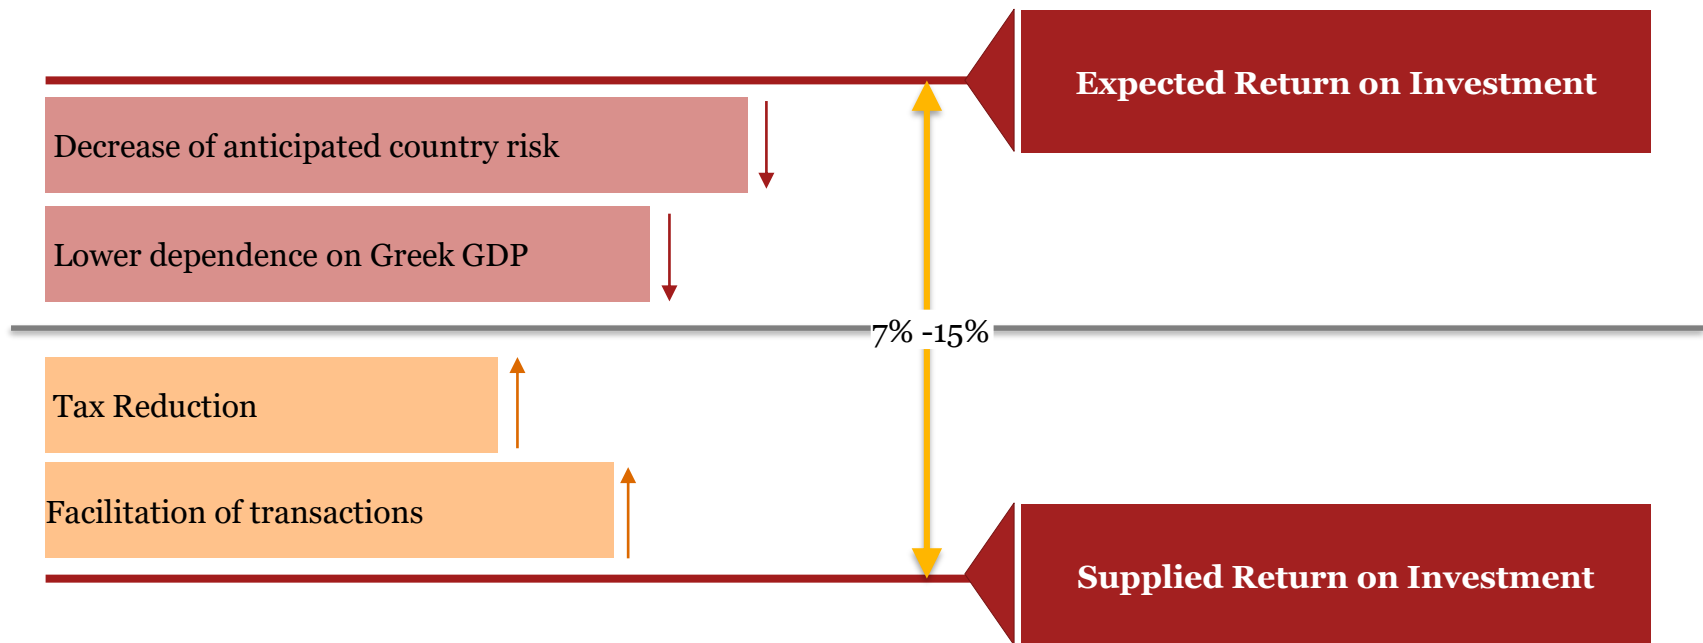 Expected Return on Investment
Decrease of anticipated country risk
Lower dependence on Greek GDP
7% -15%
Tax Reduction
Facilitation of transactions
Supplied Return on Investment